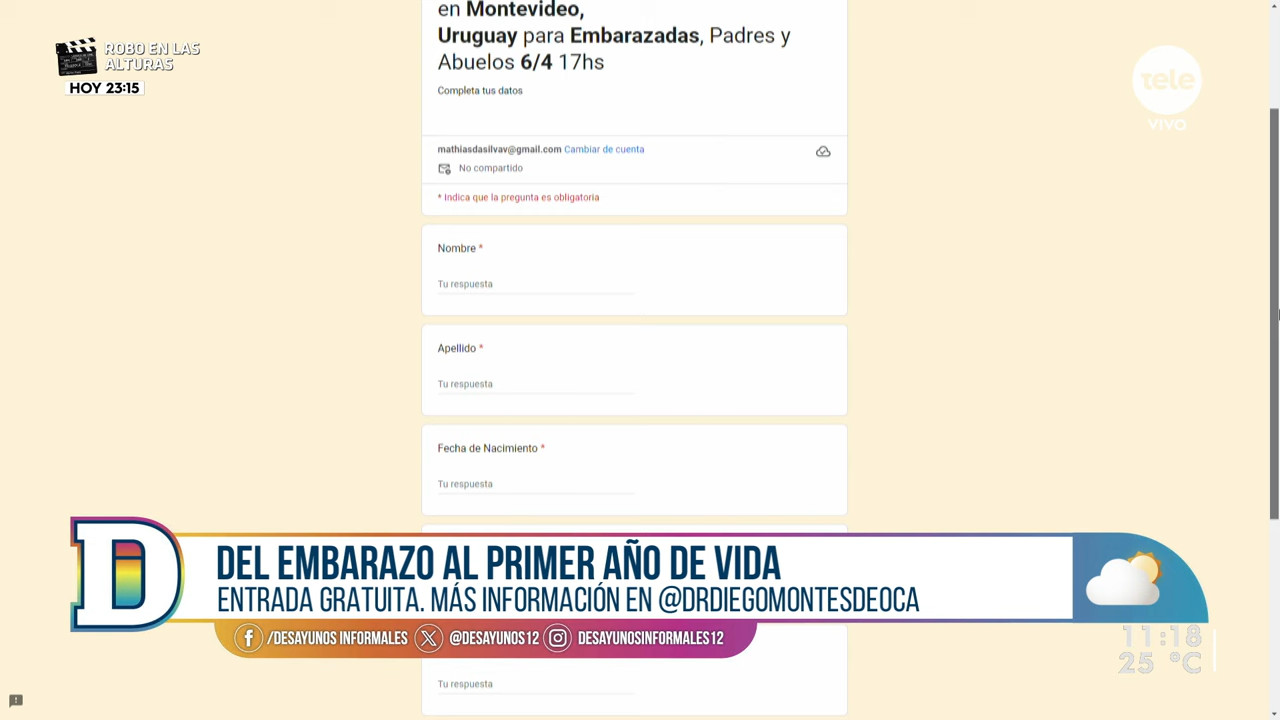 ROBO EN LAS
ALTURAS
HOY 23:15
tele
VIVO
en Montevideo,
Uruguay para Embarazadas, Padres y
Abuelos 6/4 17hs
Completa tus datos
mathiasdasilvav@gmail.com Cambiar de cuenta
No compartido
* Indica que la pregunta es obligatoria
Nombre *
Tu respuesta
Apellido *
Tu respuesta
Fecha de Nacimiento *
Tu respuesta
D
DEL EMBARAZO AL PRIMER AÑO DE VIDA
ENTRADA GRATUITA. MÁS INFORMACIÓN EN @DRDIEGOMONTESDEOCA
/DESAYUNOS INFORMALES @DESAYUNOS12 DESAYUNOSINFORMALES12
11:18
25 °C
Tu respuesta